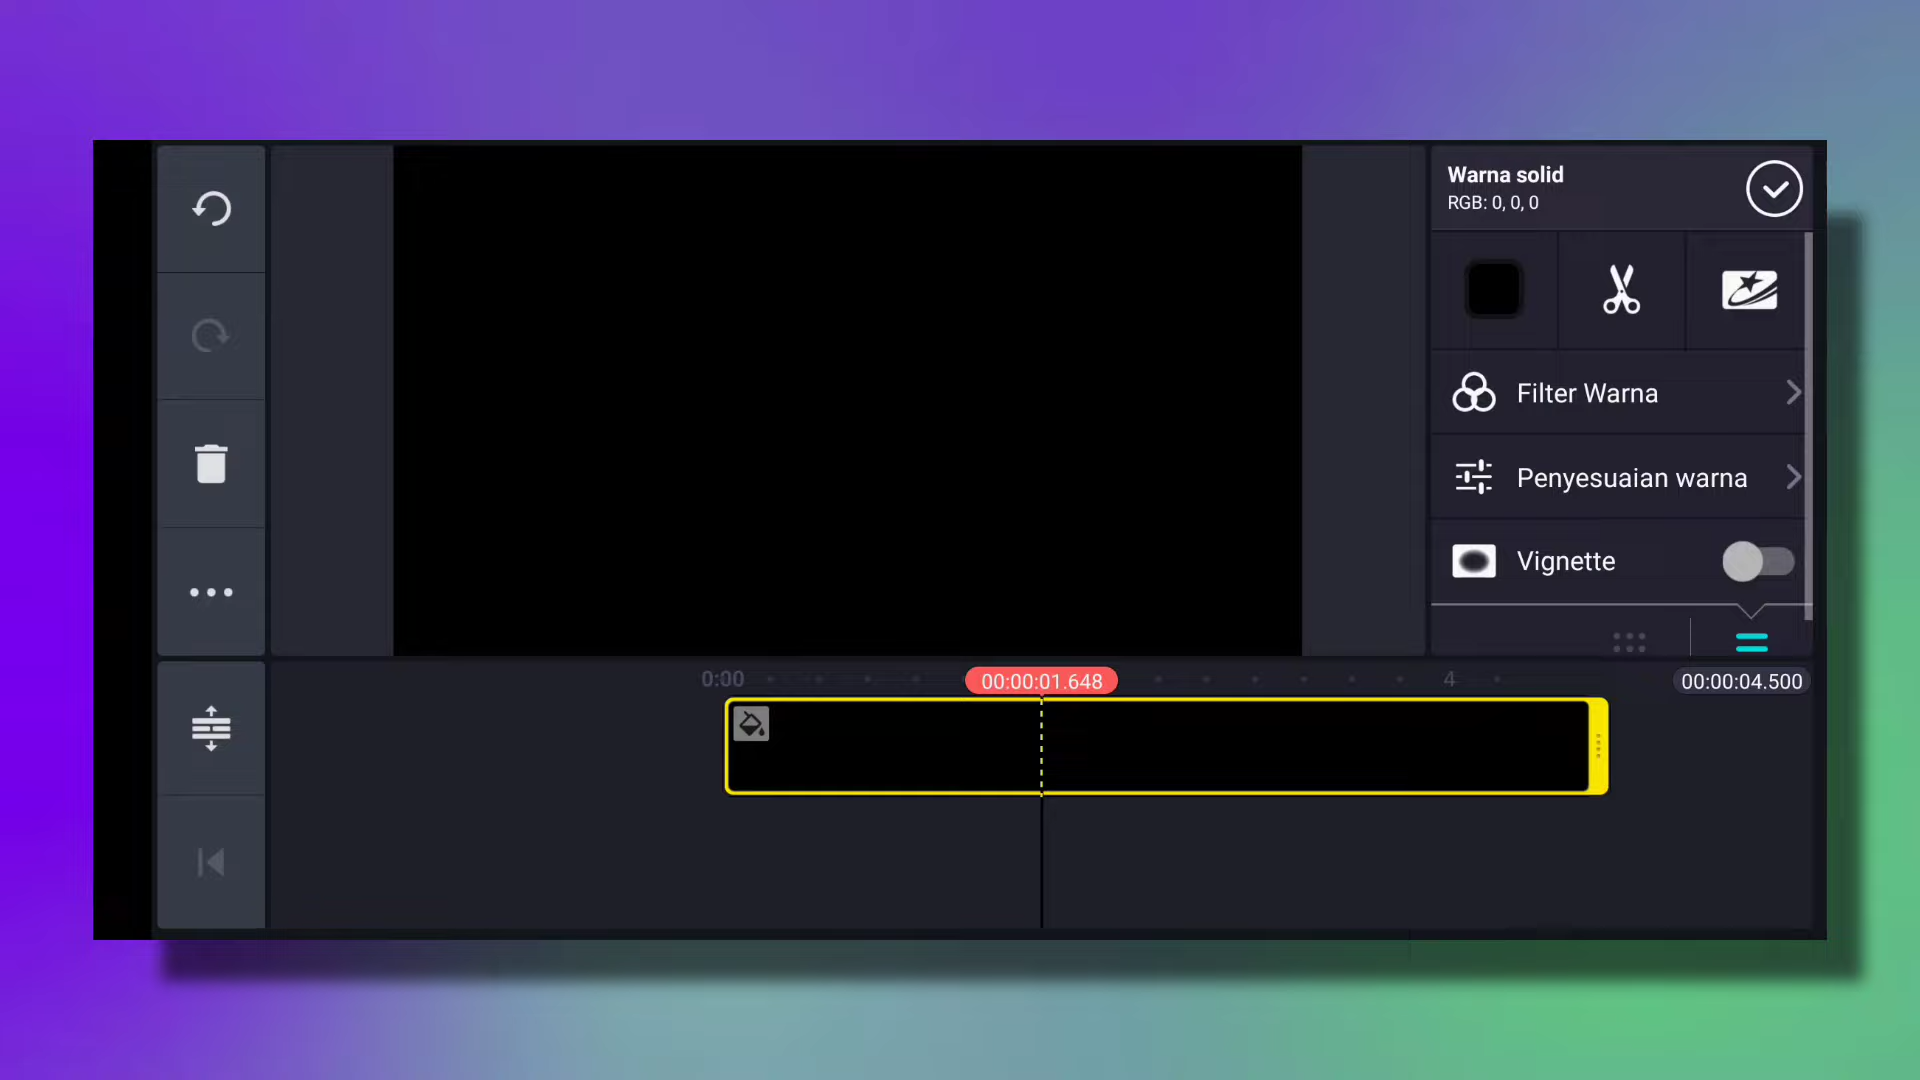 Warna solid
RGB: 0, 0, 0
Filter Warna
Penyesuaian warna
Vignette
0:00
00:00:01.648
4
00:00:04.500